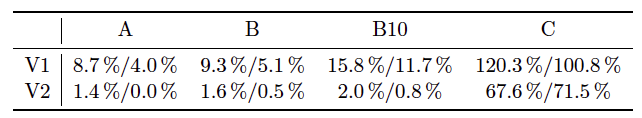 A B B10 C
V1 8.7 %/4.0 % 9.3 %/5.1 % 15.8 %/11.7 % 120.3 %/100.8 %
V2 1.4 %/0.0 % 1.6 %/0.5 % 2.0 %/0.8 % 67.6 %/71.5 %